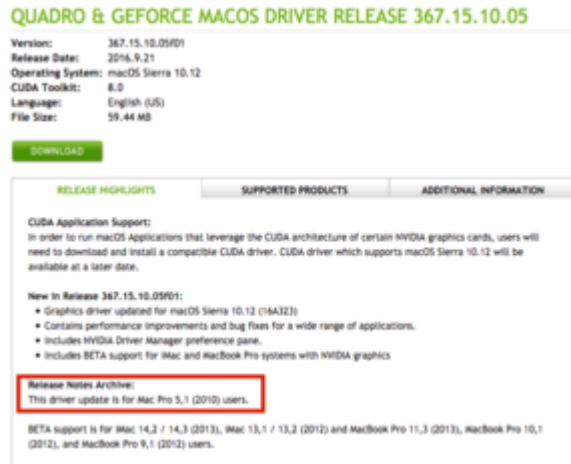 QUADRO & GEFORCE MACOS DRIVER RELEASE 367.15.10.05
Version: 367.15.10.05f01
Release Date: 2016.9.21
Operating System: macOS Sierra 10.12
CUDA Toolkit: 8.0
Language: English (US)
File Size: 59.44 MB
DOWNLOAD
RELEASE HIGHLIGHTS SUPPORTED PRODUCTS ADDITIONAL INFORMATION
CUDA Application Support:
In order to run macOS Applications that leverage the CUDA architecture of certain NVIDIA graphics cards, users will
need to download and install a compatible CUDA driver. CUDA driver which supports macOS Sierra 10.12 will be
available at a later date.
New in Release 367.15.10.05f01:
• Graphics driver updated for macOS Sierra 10.12 (16A323)
• Contains performance improvements and bug fixes for a wide range of applications.
• Includes NVIDIA Driver Manager preference pane.
• Includes BETA support for iMac and MacBook Pro systems with NVIDIA graphics
Release Notes Archive:
This driver update is for Mac Pro 5,1 (2010) users.
BETA support is for iMac 14,2 / 14,3 (2013), iMac 13,1 / 13,2 (2012) and MacBook Pro 11,3 (2013), MacBook Pro 10,1
(2012), and MacBook Pro 9,1 (2012) users.